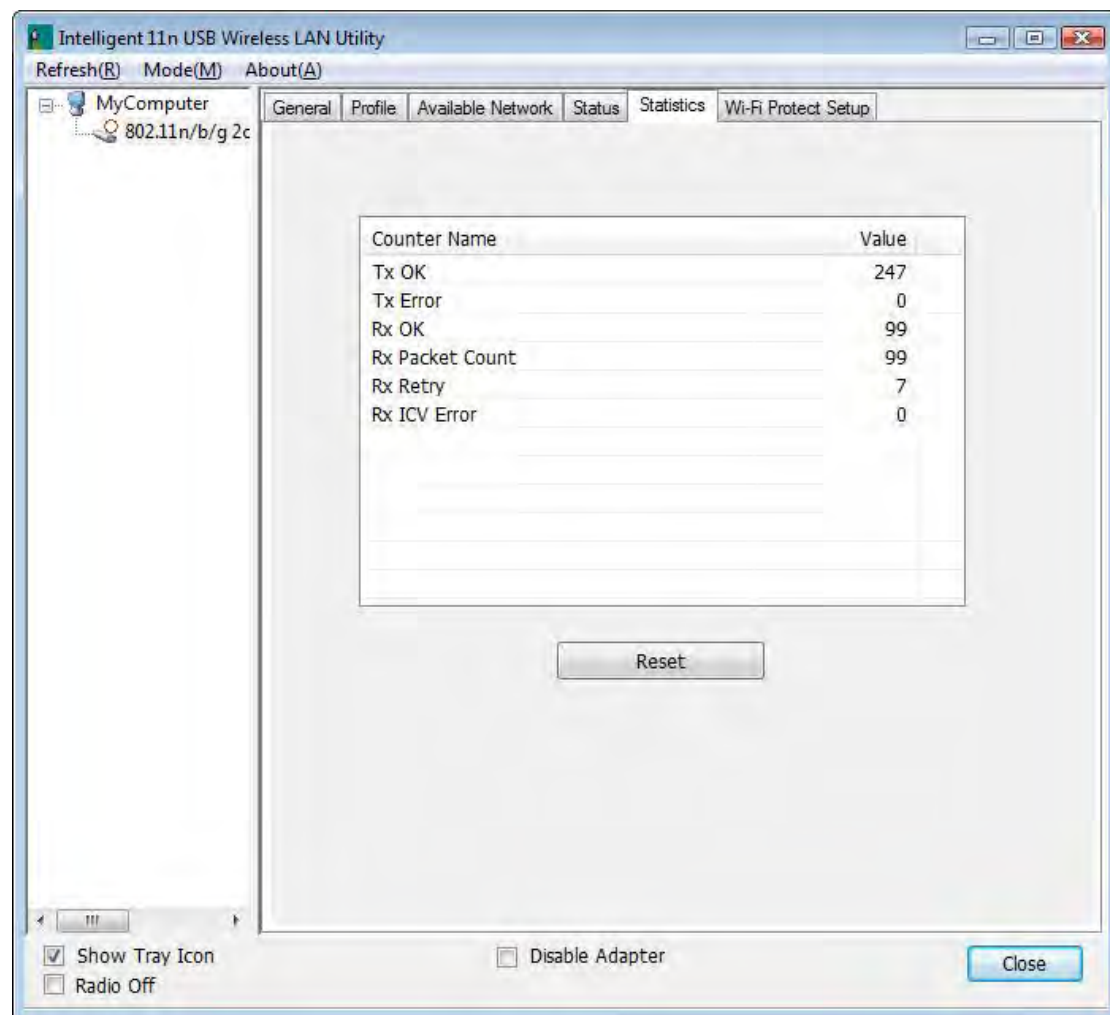 Intelligent 11n USB Wireless LAN Utility
Refresh(R) Mode(M) About(A)
MyComputer
802.11n/b/g 2c
General Profile Available Network Status Statistics Wi-Fi Protect Setup
Counter Name Value
Tx OK 247
Tx Error 0
Rx OK 99
Rx Packet Count 99
Rx Retry 7
Rx ICV Error 0
Reset
Show Tray Icon
Radio Off
Disable Adapter
Close